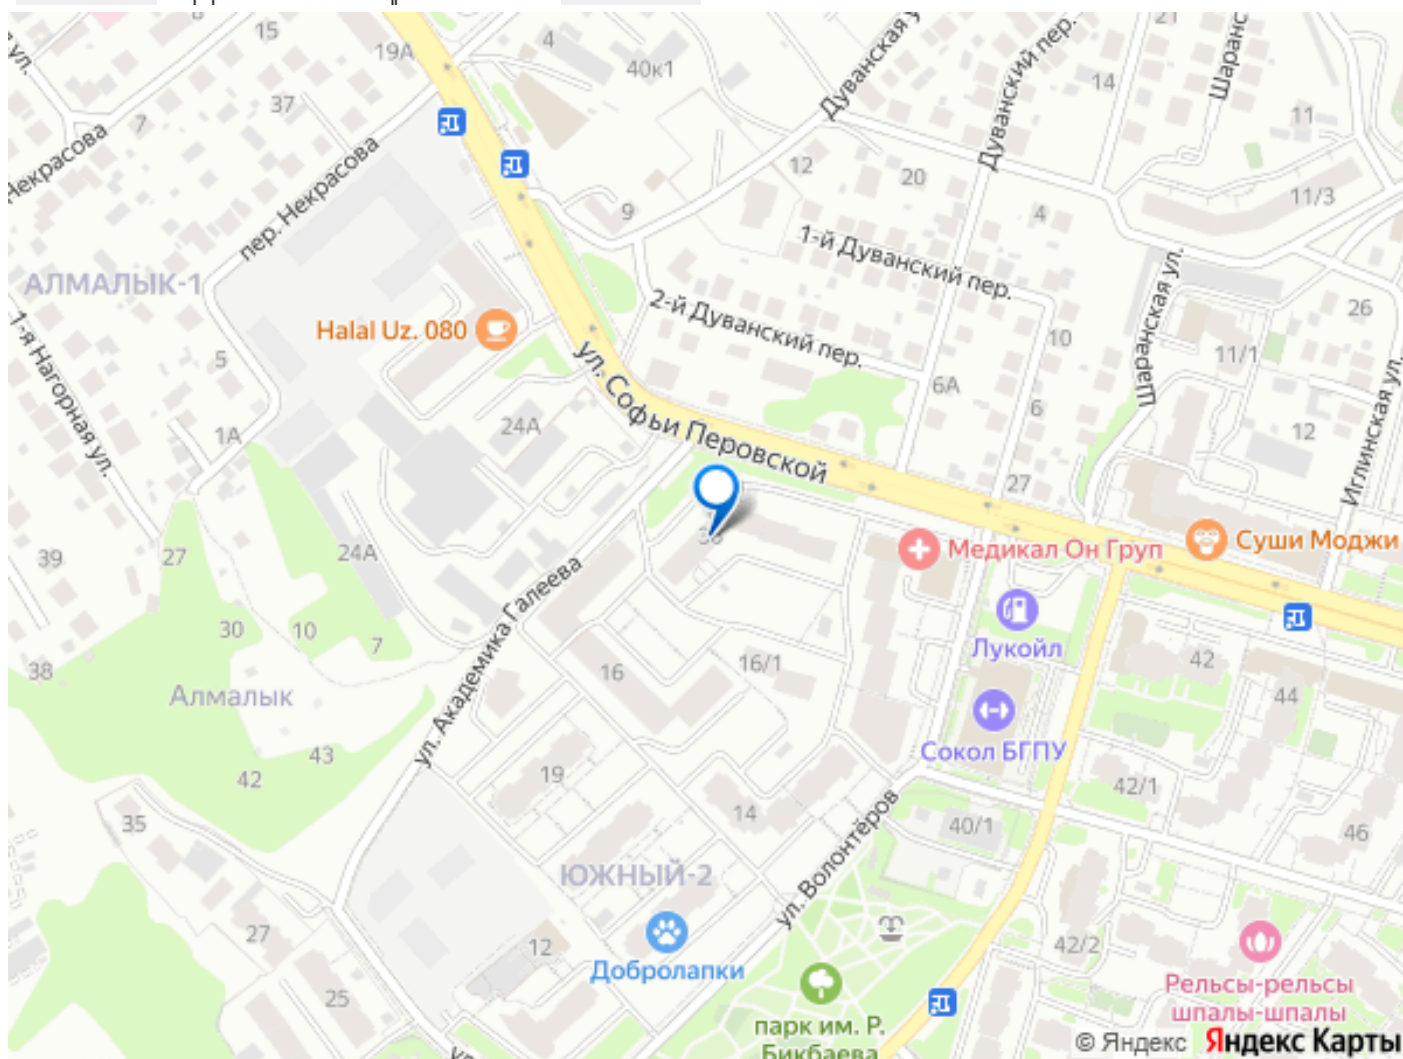 15
19А
4
40к1
21
14
11
37
7
пер. Некрасова
Некрасова
ул.
Дуванская у
Дуванский пер.
Шаранс
12
20
4
11/3
9
АЛМАЛЫК-1
1-й Дуванский пер.
2-й Дуванский пер.
Шаранская ул.
26
Halal Uz. 080
1-я Нагорная ул.
5
10
11/1
ул. Софьи Перовской
6А
6
1А
24А
12
Иглинская ул.
27
Медикал Он Груп
Суши Моджи
39
27
24А
ул. Академика Галеева
Лукойл
30
10
7
38
16
16/1
42
44
Алмалык
Сокол БГПУ
43
42
19
42/1
35
14
40/1
46
ЮЖНЫЙ-2
ул. Волонтёров
27
12
42/2
Добролапки
25
Рельсы-рельсы
шпалы-шпалы
парк им. Р.
Бикбаева
© Яндекс Яндекс Карты